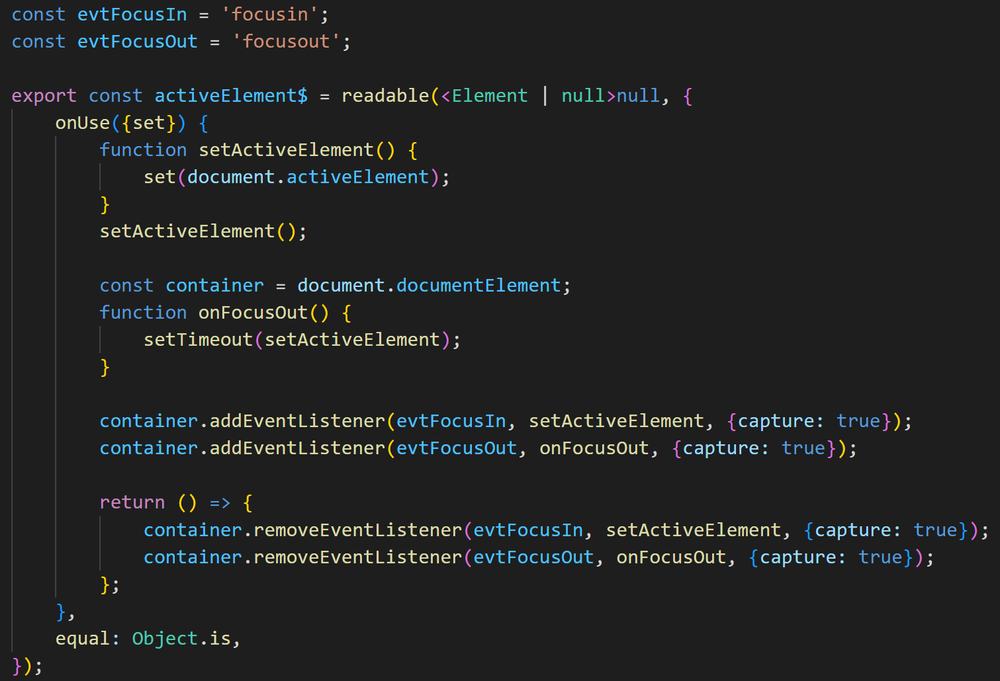 const evtFocusIn = 'focusin';
const evtFocusOut = 'focusout';

export const activeElement$ = readable(<Element | null>null, {
    onUse({set}) {
        function setActiveElement() {
            set(document.activeElement);
        }
        setActiveElement();

        const container = document.documentElement;
        function onFocusOut() {
            setTimeout(setActiveElement);
        }

        container.addEventListener(evtFocusIn, setActiveElement, {capture: true});
        container.addEventListener(evtFocusOut, onFocusOut, {capture: true});

        return () => {
            container.removeEventListener(evtFocusIn, setActiveElement, {capture: true});
            container.removeEventListener(evtFocusOut, onFocusOut, {capture: true});
        };
    },
    equal: Object.is,
});